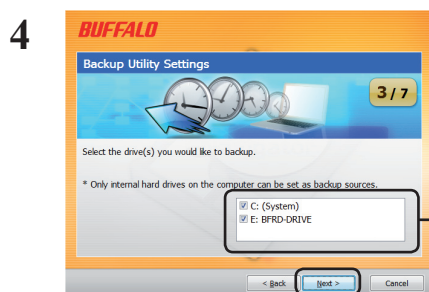 4
BUFFALO
Backup Utility Settings
3 / 7
Select the drive(s) you would like to backup.
* Only internal hard drives on the computer can be set as backup sources.
C: (System)
E: BFRD-DRIVE
< Back
Next >
Cancel